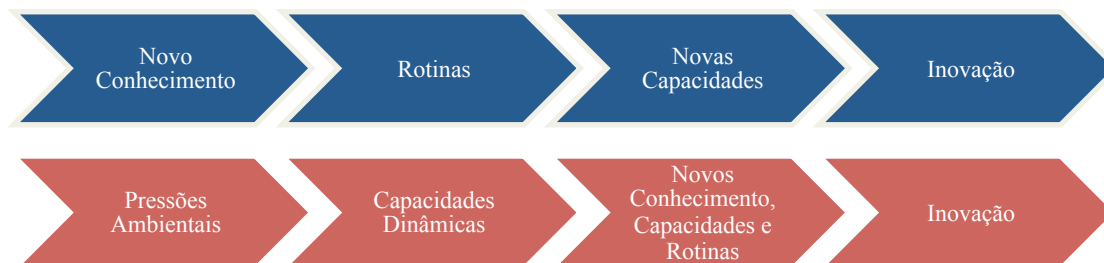 Novo
Conhecimento
Rotinas
Novas
Capacidades
Inovação
Pressões
Ambientais
Capacidades
Dinâmicas
Novos
Conhecimento,
Capacidades e
Rotinas
Inovação